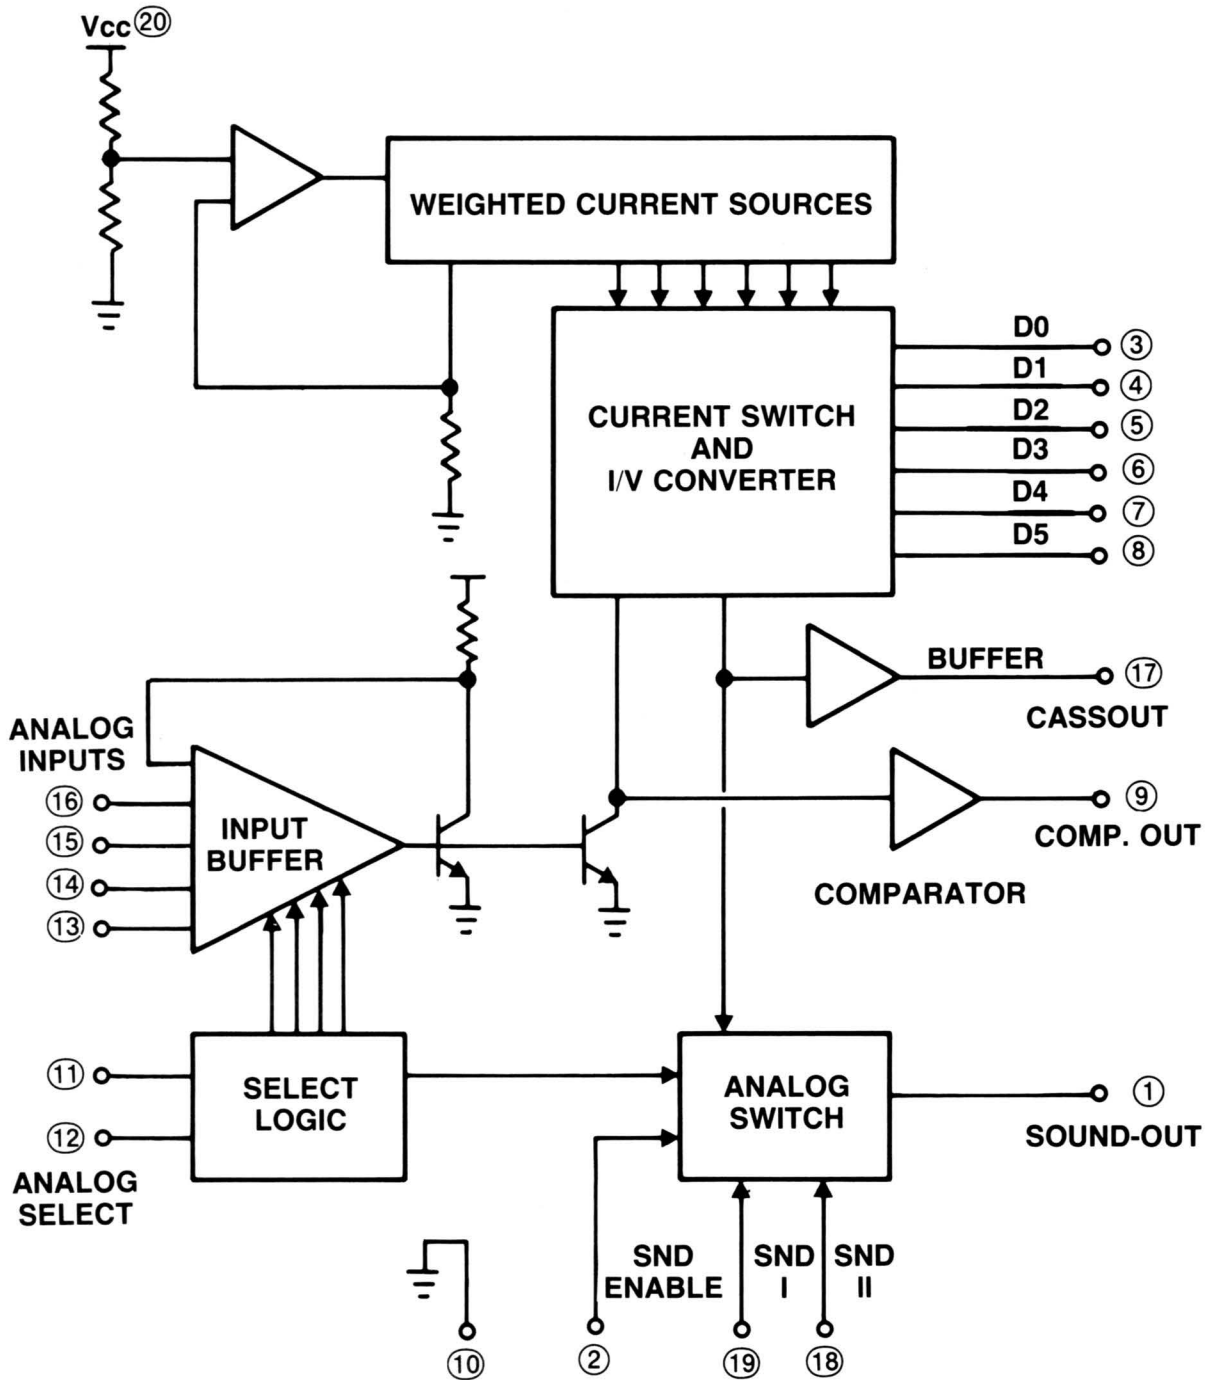 Vcc 20
WEIGHTED CURRENT SOURCES
D0 3
D1 4
D2 5
D3 6
D4 7
D5 8
CURRENT SWITCH
AND
I/V CONVERTER
BUFFER 17
CASSOUT
ANALOG
INPUTS
16
15
14
13
INPUT
BUFFER
9
COMP. OUT
COMPARATOR
11
12
ANALOG
SELECT
SELECT
LOGIC
ANALOG
SWITCH
1
SOUND-OUT
SND
ENABLE
SND
I
SND
II
10
2
19
18